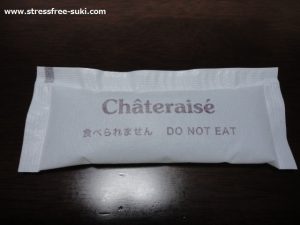 www.stressfree-suki.com
Châteraisé
食べられません DO NOT EAT